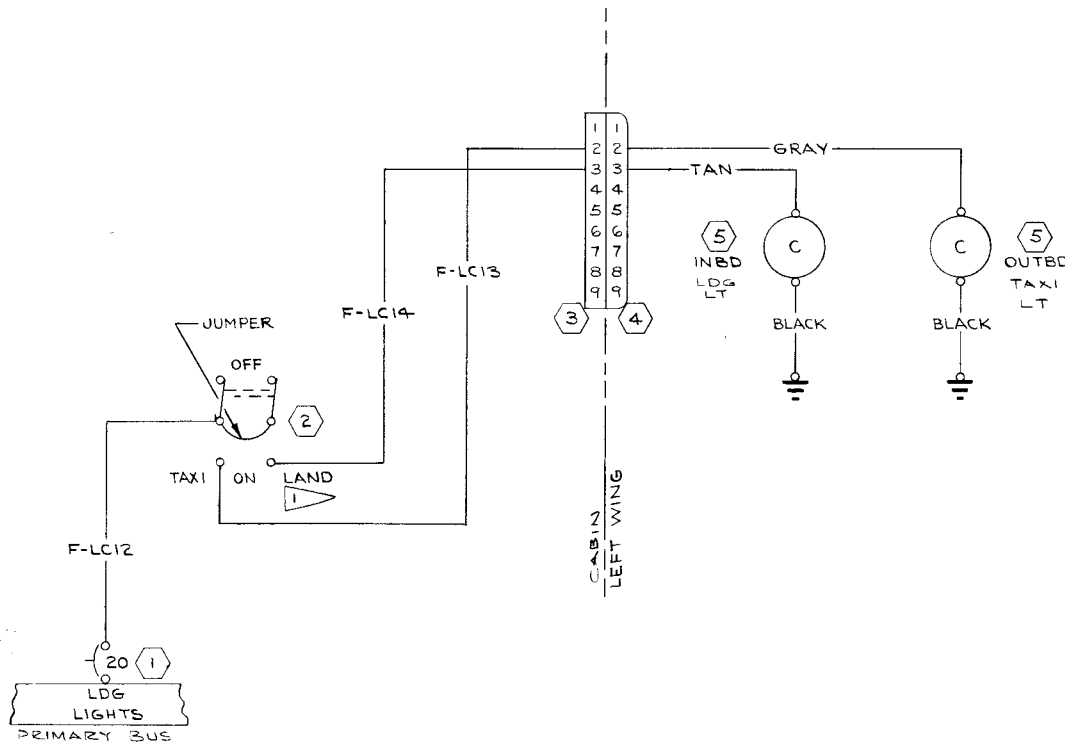 1 1
2 2
3 3
4 4
5 5
6 6
7 7
8 8
9 9
GRAY
TAN
5
INBD
LDG
LT
C
C
5
OUTBD
TAXI
LT
3
4
BLACK
BLACK
F-LC13
F-LC14
JUMPER
OFF
2
TAXI ON LAND
1
CABIN
LEFT WING
F-LC12
20
1
LDG
LIGHTS
PRIMARY BUS